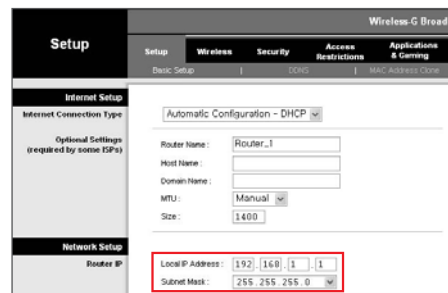 Wireless-G Broad
Setup
Setup Wireless Security Access Restrictions Applications & Gaming
Basic Setup | DDNS | MAC Address Clone
Internet Setup
Internet Connection Type Automatic Configuration - DHCP
Optional Settings
(required by some ISPs)
Router Name : Router_1
Host Name :
Domain Name :
MTU : Manual
Size : 1400
Network Setup
Router IP
Local IP Address : 192 . 168 . 1 . 1
Subnet Mask : 255.255.255.0